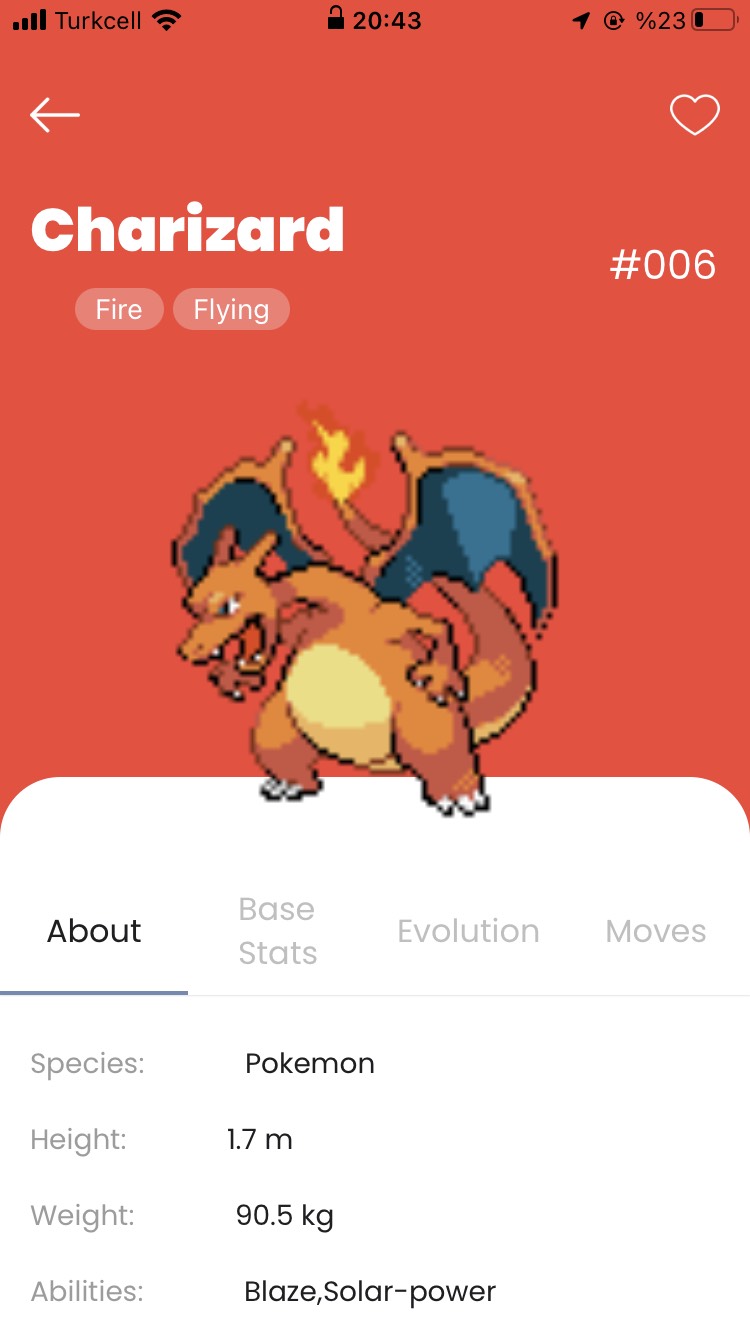 Turkcell 20:43 %23
Charizard
#006
Fire Flying
About Base Stats Evolution Moves
Species: Pokemon
Height: 1.7 m
Weight: 90.5 kg
Abilities: Blaze,Solar-power